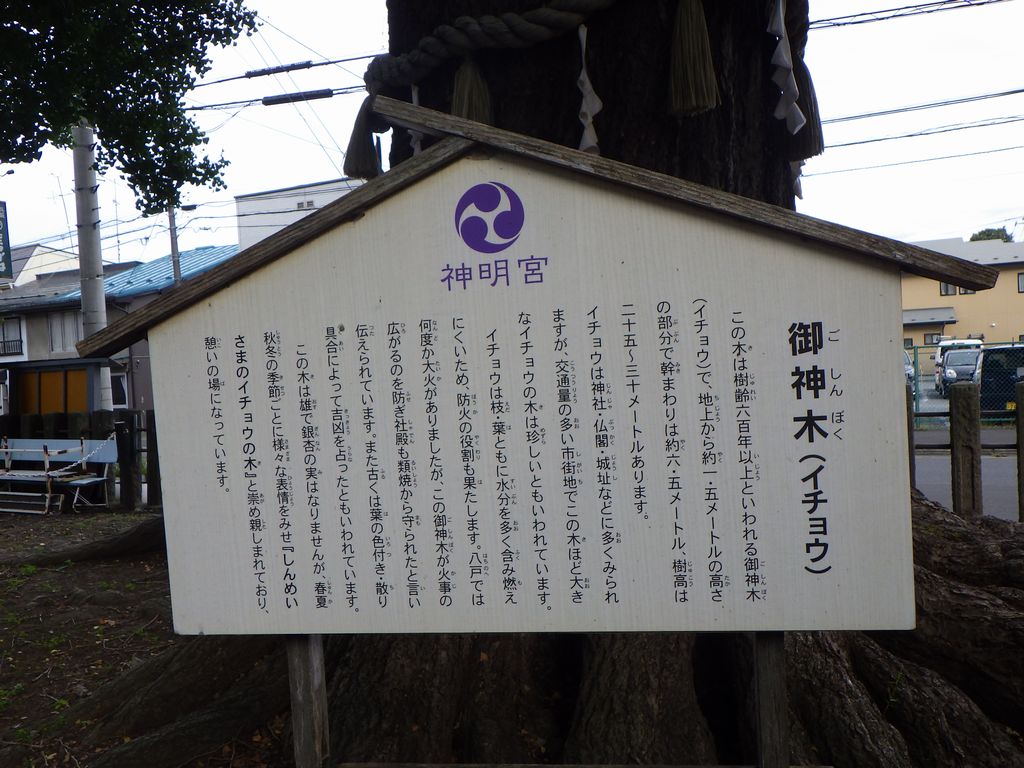 神明宮
御神木(イチョウ)
この木は樹齢六百年以上といわれる御神木
(イチョウ)で、地上から約一・五メートルの高さ
の部分で幹まわりは約六・五メートル、樹高は
二十五~三十メートルあります。
イチョウは神社・仏閣・城址などに多くみられ
ますが、交通量の多い市街地でこの木ほど大き
なイチョウの木は珍しいともいわれています。
イチョウは枝・葉ともに水分を多く含み燃え
にくいため、防火の役割も果たします。八戸では
何度か大火がありましたが、この御神木が火事の
広がるのを防ぎ社殿も類焼から守られたと言い
伝えられています。また古くは葉の色付き・散り
具合によって吉凶を占ったともいわれています。
この木は雄で銀杏の実はなりませんが、春夏
秋冬の季節ごとに様々な表情をみせ『しんめい
さまのイチョウの木』と崇め親しまれており、
憩いの場になっています。